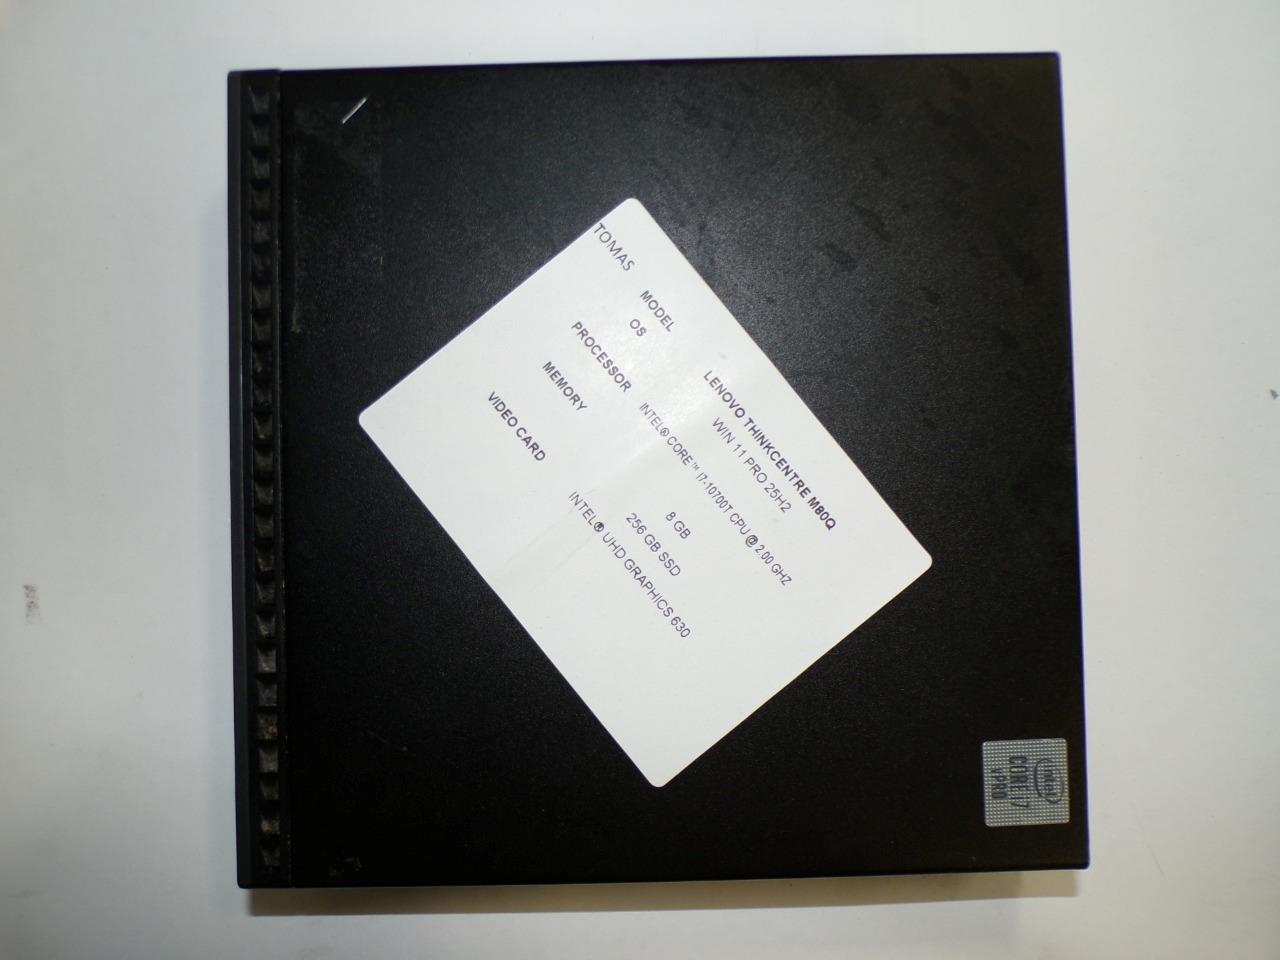 TOMAS
MODEL LENOVO THINKCENTRE M80Q
OS WIN 11 PRO 25H2
PROCESSOR INTEL® CORE™ I7-10700T CPU @ 2.00 GHZ
MEMORY 8 GB
256 GB SSD
VIDEO CARD INTEL® UHD GRAPHICS 630
intel
CORE i7
vPRO